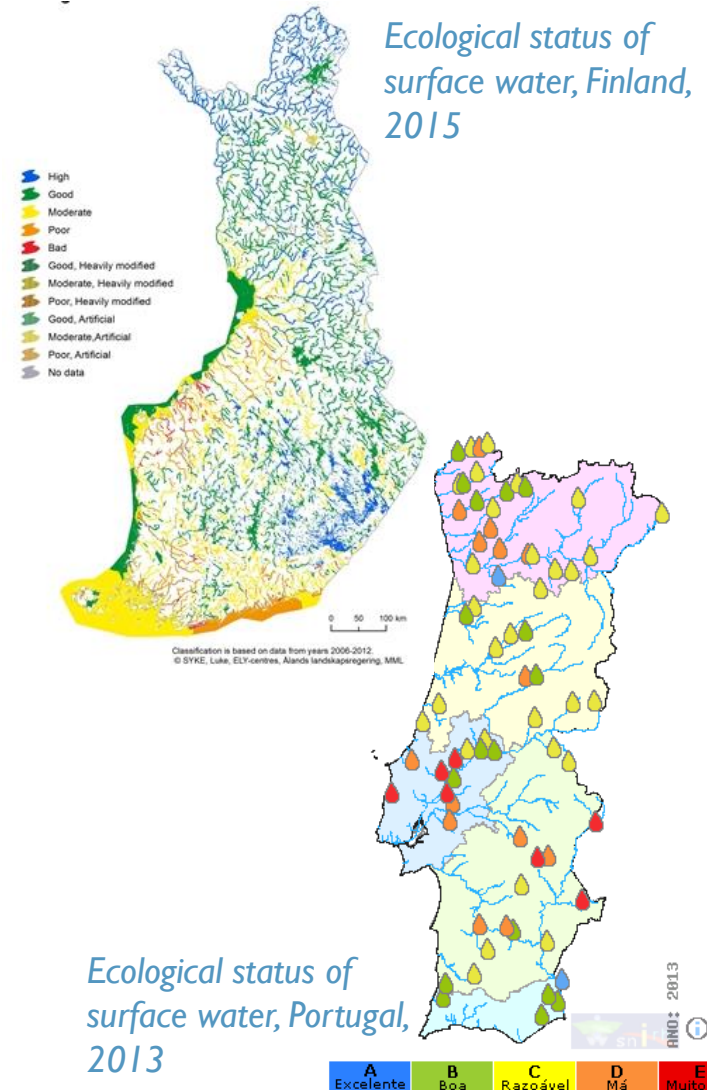 Ecological status of
surface water, Finland,
2015
High
Good
Moderate
Poor
Bad
Good, Heavily modified
Moderate, Heavily modified
Poor, Heavily modified
Good, Artificial
Moderate,Artificial
Poor, Artificial
No data
0 50 100 km
Classification is based on data from years 2006-2012.
© SYKE, Luke, ELY-centres, Ålands landskapsregering, MML
Ecological status of
surface water, Portugal,
2013
ANO: 2013
A B C D E
Excelente Boa Razoável Má